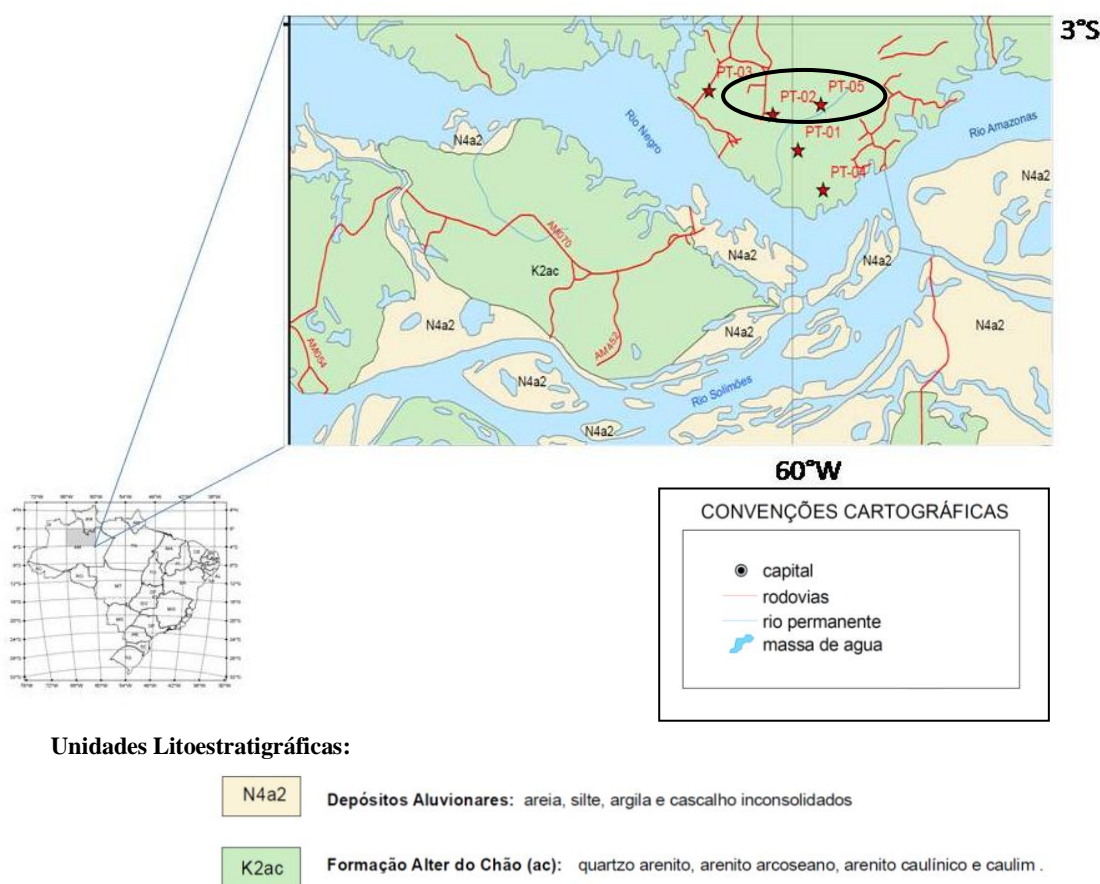 3°S
PT-03
PT-02
PT-05
PT-01
PT-04
Rio Negro
Rio Amazonas
N4a2
N4a2
AM070
K2ac
N4a2
N4a2
N4a2
N4a2
N4a2
AM054
AM452
N4a2
Rio Solimões
N4a2
60°W
CONVENÇÕES CARTOGRÁFICAS
capital
rodovias
rio permanente
massa de agua
Unidades Litoestratigráficas:
N4a2 Depósitos Aluvionares: areia, silte, argila e cascalho inconsolidados
K2ac Formação Alter do Chão (ac): quartzo arenito, arenito arcoseano, arenito caulínico e caulim .